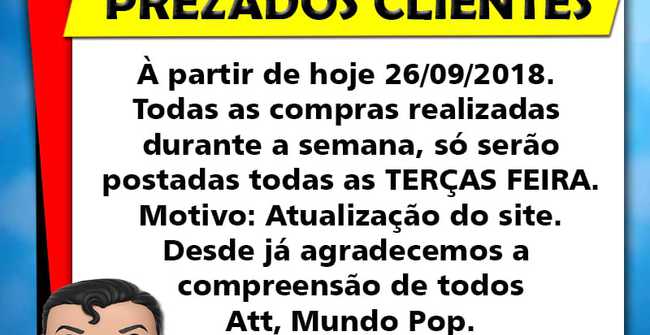 PREZADOS CLIENTES
À partir de hoje 26/09/2018.
Todas as compras realizadas
durante a semana, só serão
postadas todas as TERÇAS FEIRA.
Motivo: Atualização do site.
Desde já agradecemos a
compreensão de todos
Att, Mundo Pop.